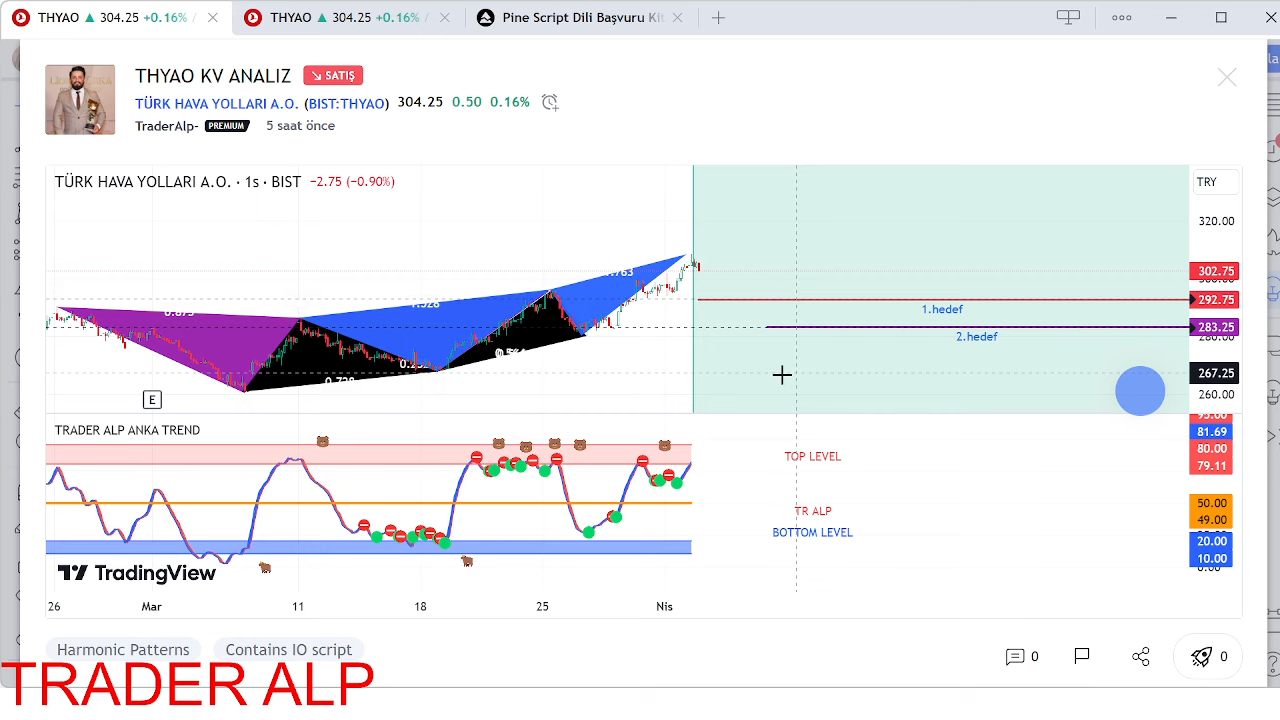 THYAO ▲ 304.25 +0.16% /
THYAO ▲ 304.25 +0.16% /
Pine Script Dili Başvuru Kit
THYAO KV ANALIZ
SATIŞ
TÜRK HAVA YOLLARI A.O. (BIST:THYAO) 304.25 0.50 0.16%
TraderAlp- PREMIUM 5 saat önce
TÜRK HAVA YOLLARI A.O. · 1s · BIST −2.75 (−0.90%)
TRY
320.00
302.75
292.75
1.hedef
283.25
2.hedef
280.00
267.25
260.00
E
TRADER ALP ANKA TREND
81.69
80.00
79.11
TOP LEVEL
50.00
TR ALP
49.00
BOTTOM LEVEL
20.00
10.00
TradingView
26 Mar 11 18 25 Nis
Harmonic Patterns
Contains IO script
0
0
TRADER ALP